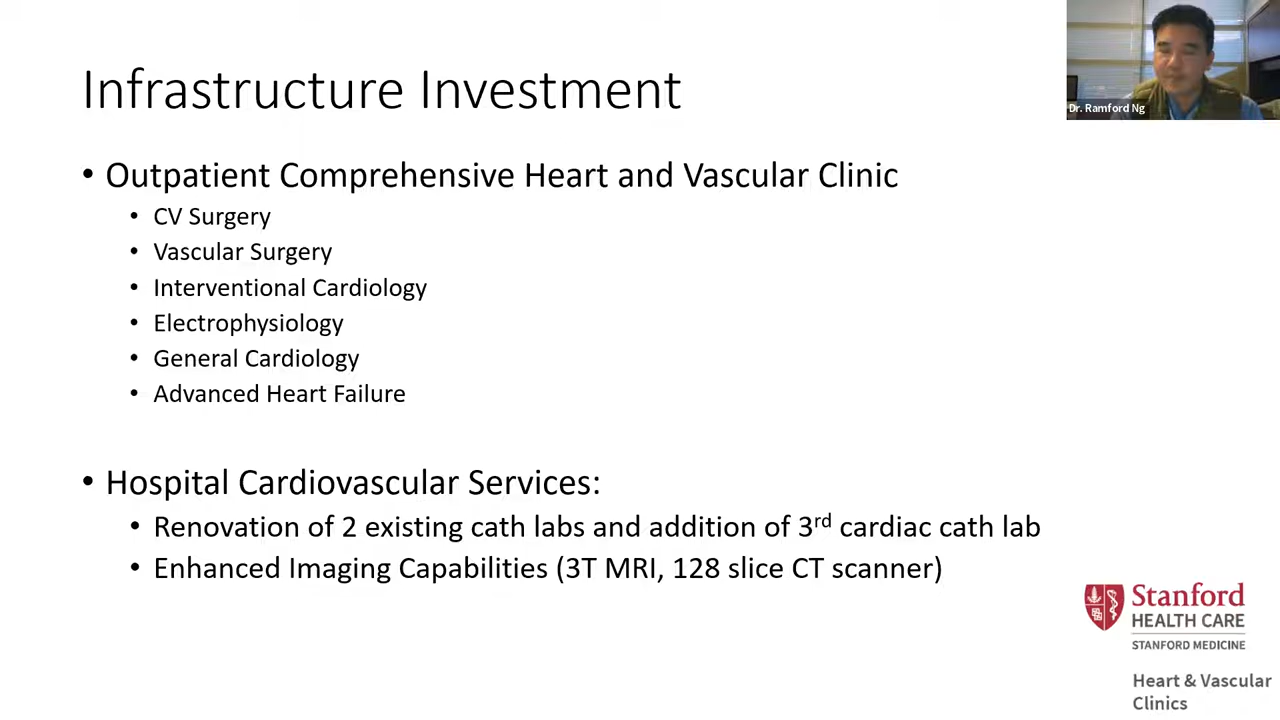 Infrastructure Investment
Dr. Ramford Ng
• Outpatient Comprehensive Heart and Vascular Clinic
• CV Surgery
• Vascular Surgery
• Interventional Cardiology
• Electrophysiology
• General Cardiology
• Advanced Heart Failure
• Hospital Cardiovascular Services:
• Renovation of 2 existing cath labs and addition of 3rd cardiac cath lab
• Enhanced Imaging Capabilities (3T MRI, 128 slice CT scanner)
Stanford
HEALTH CARE
STANFORD MEDICINE
Heart & Vascular
Clinics